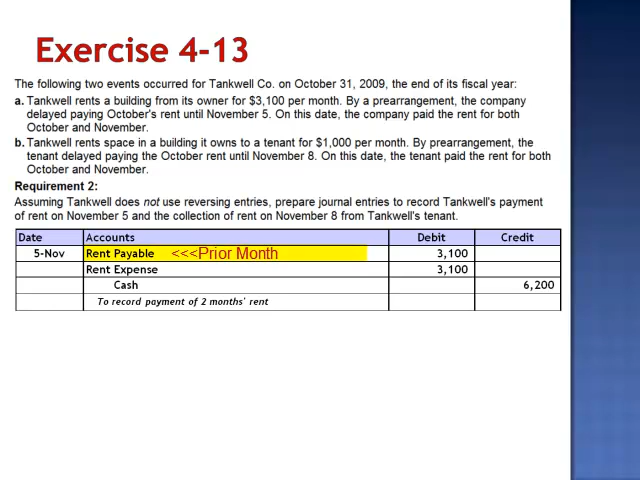 Exercise 4-13
The following two events occurred for Tankwell Co. on October 31, 2009, the end of its fiscal year:
a. Tankwell rents a building from its owner for $3,100 per month. By a prearrangement, the company
delayed paying October's rent until November 5. On this date, the company paid the rent for both
October and November.
b. Tankwell rents space in a building it owns to a tenant for $1,000 per month. By prearrangement, the
tenant delayed paying the October rent until November 8. On this date, the tenant paid the rent for both
October and November.
Requirement 2:
Assuming Tankwell does not use reversing entries, prepare journal entries to record Tankwell's payment
of rent on November 5 and the collection of rent on November 8 from Tankwell's tenant.
Date Accounts Debit Credit
5-Nov Rent Payable <<<Prior Month 3,100
Rent Expense 3,100
Cash 6,200
To record payment of 2 months' rent